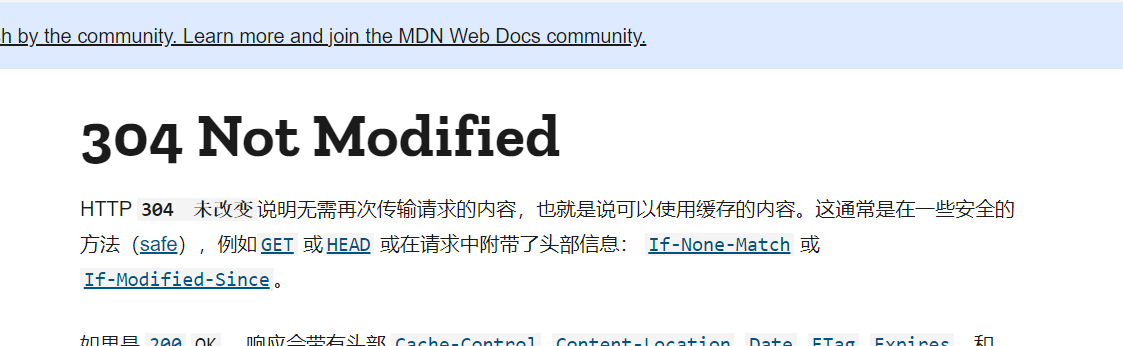 h by the community. Learn more and join the MDN Web Docs community.
304 Not Modified
HTTP 304 未改变 说明无需再次传输请求的内容，也就是说可以使用缓存的内容。这通常是在一些安全的
方法（safe），例如 GET 或 HEAD 或在请求中附带了头部信息： If-None-Match 或
If-Modified-Since。
如果是 200 OK ，响应会带有头部 Cache-Control, Content-Location, Date, ETag, Expires，和